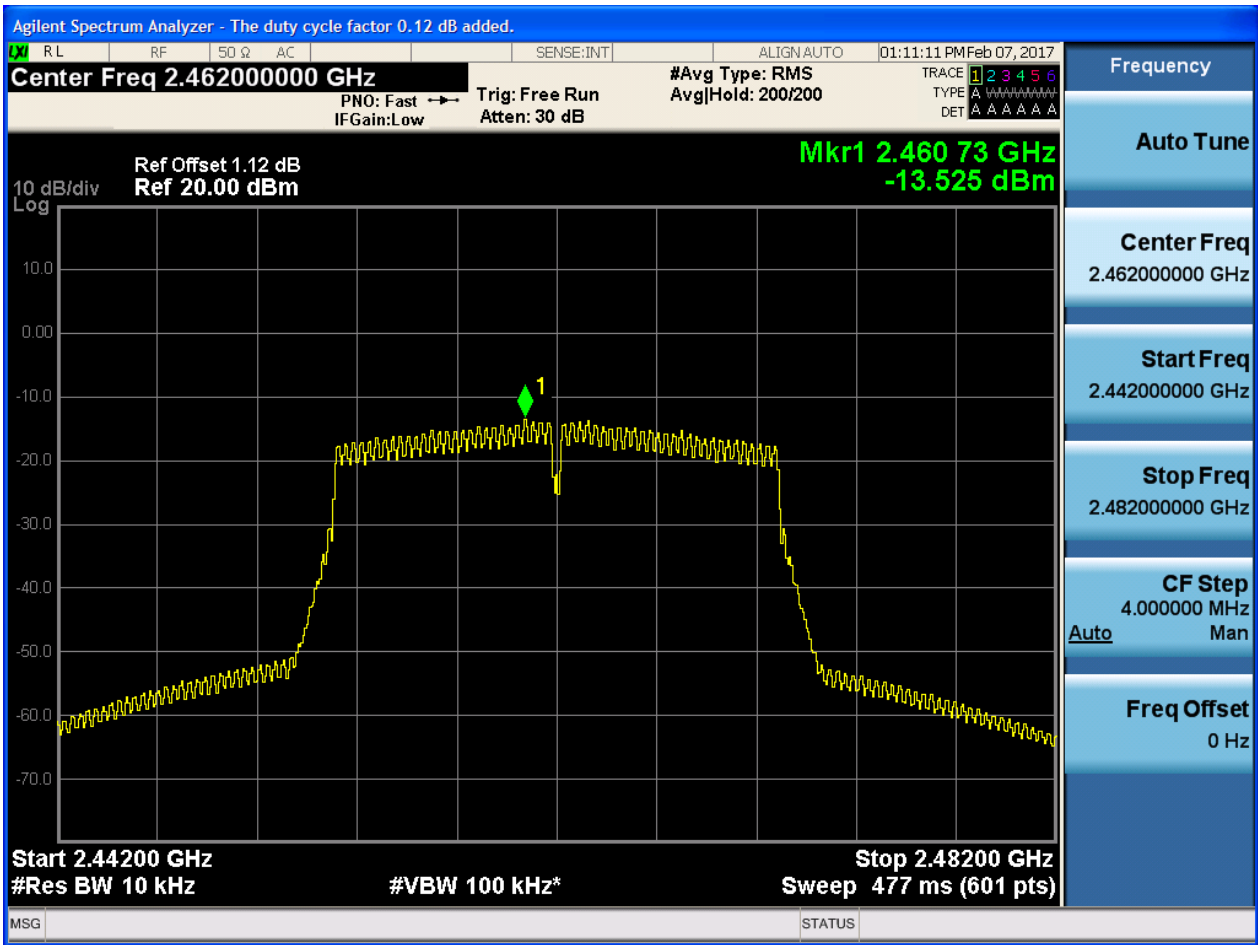 Agilent Spectrum Analyzer - The duty cycle factor 0.12 dB added.
LXI RL RF 50 Ω AC SENSE:INT ALIGN AUTO 01:11:11 PM Feb 07, 2017
Center Freq 2.462000000 GHz
PNO: Fast
IFGain:Low
Trig: Free Run
Atten: 30 dB
#Avg Type: RMS
Avg|Hold: 200/200
TRACE 1 2 3 4 5 6
TYPE A WWWWW
DET A A A A A A
Mkr1 2.460 73 GHz
-13.525 dBm
Ref Offset 1.12 dB
10 dB/div Ref 20.00 dBm
Log
10.0
0.00
-10.0
-20.0
-30.0
-40.0
-50.0
-60.0
-70.0
1
Start 2.44200 GHz Stop 2.48200 GHz
#Res BW 10 kHz #VBW 100 kHz* Sweep 477 ms (601 pts)
MSG STATUS
Frequency
Auto Tune
Center Freq
2.462000000 GHz
Start Freq
2.442000000 GHz
Stop Freq
2.482000000 GHz
CF Step
4.000000 MHz
Auto Man
Freq Offset
0 Hz